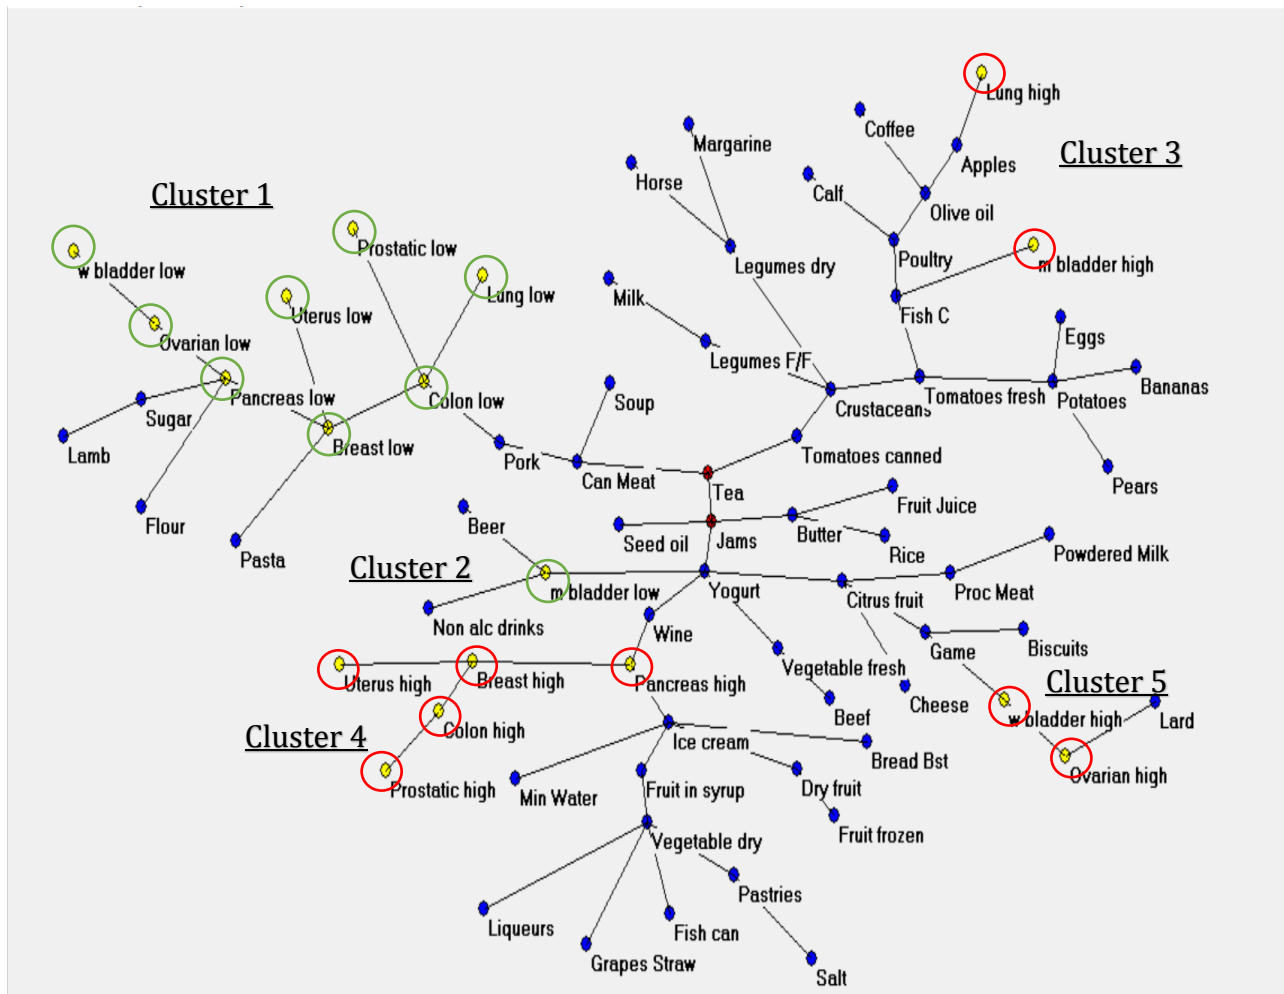 Lung high
Coffee
Margarine
Apples
Cluster 3
Horse
Calf
Cluster 1
Olive oil
Prostatic low
Poultry
w bladder low
Legumes dry
m bladder high
Lung low
Milk
Uterus low
Fish C
Ovarian low
Eggs
Legumes F/F
Bananas
Pancreas low
Colon low
Soup
Crustaceans
Tomatoes fresh
Potatoes
Sugar
Breast low
Lamb
Pork
Can Meat
Tomatoes canned
Tea
Pears
Fruit Juice
Flour
Beer
Seed oil
Jams
Butter
Rice
Powdered Milk
Pasta
Cluster 2
m bladder low
Yogurt
Citrus fruit
Proc Meat
Non alc drinks
Wine
Vegetable fresh
Game
Biscuits
Uterus high
Breast high
Pancreas high
Cluster 5
Cheese
Beef
w bladder high
Lard
Colon high
Cluster 4
Ice cream
Bread Bst
Ovarian high
Prostatic high
Min Water
Fruit in syrup
Dry fruit
Fruit frozen
Vegetable dry
Pastries
Liqueurs
Fish can
Grapes Straw
Salt